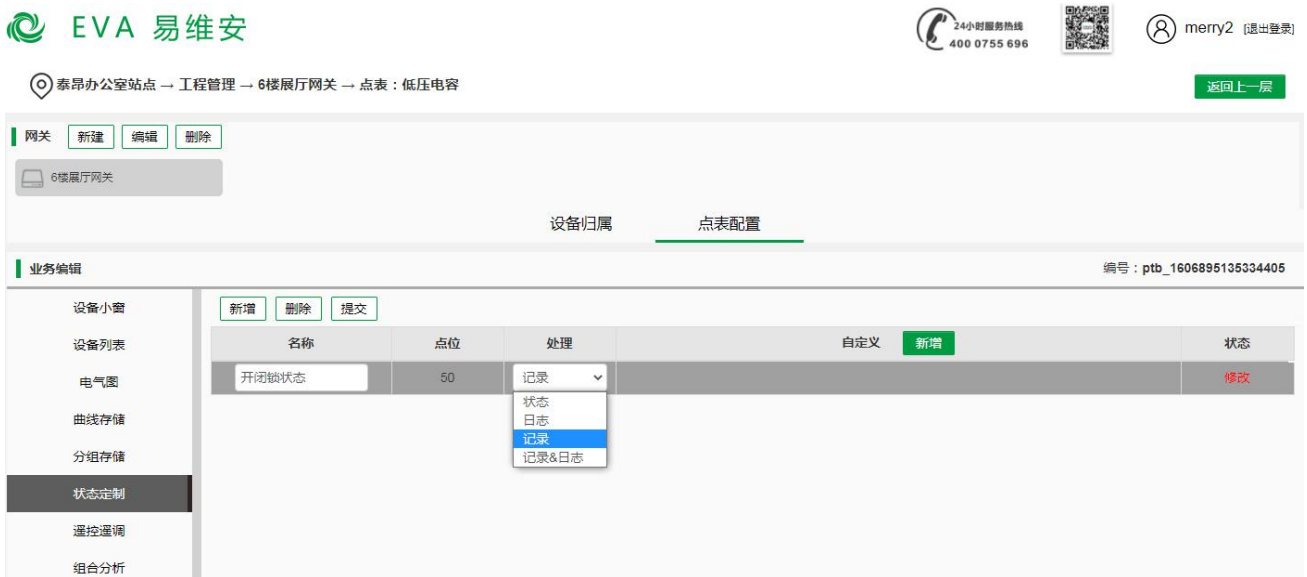 EVA 易维安
24小时服务热线
400 0755 696
merry2 [退出登录]
泰昂办公室站点 → 工程管理 → 6楼展厅网关 → 点表：低压电容
返回上一层
网关 新建 编辑 删除
6楼展厅网关
设备归属 点表配置
业务编辑 编号：ptb_1606895135334405
设备小窗
设备列表
电气图
曲线存储
分组存储
状态定制
遥控遥调
组合分析
新增 删除 提交
名称 点位 处理 自定义 新增 状态
开闭锁状态 50 记录 修改
状态
日志
记录
记录&日志